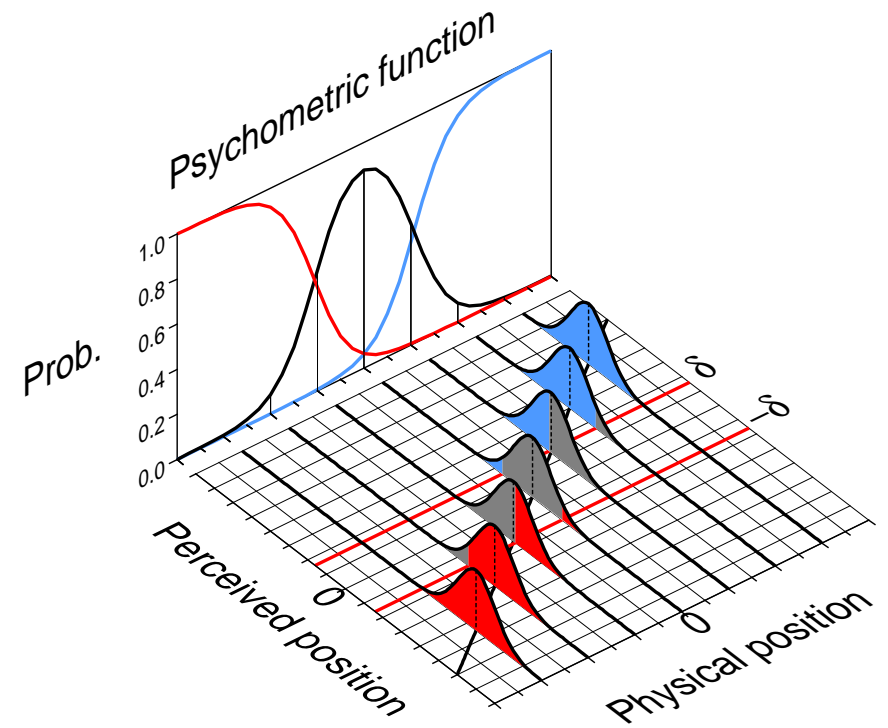 Psychometric function
1.0
0.8
0.6
0.4
0.2
0.0
Prob.
δ
-δ
0
Perceived position
0
Physical position